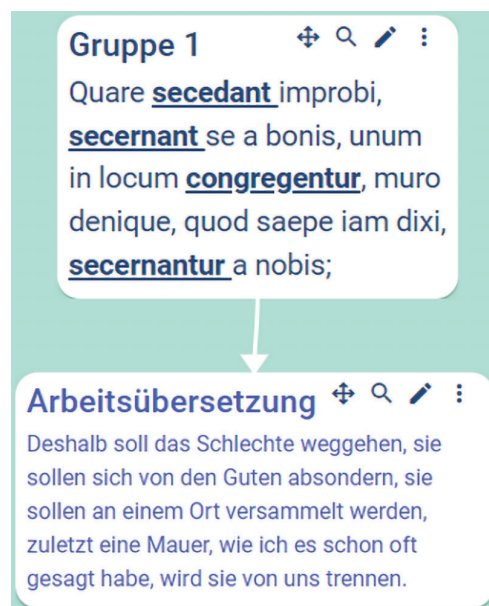 Gruppe 1
Quare secedant improbi,
secernant se a bonis, unum
in locum congregentur, muro
denique, quod saepe iam dixi,
secernantur a nobis;
Arbeitsübersetzung
Deshalb soll das Schlechte weggehen, sie
sollen sich von den Guten absondern, sie
sollen an einem Ort versammelt werden,
zuletzt eine Mauer, wie ich es schon oft
gesagt habe, wird sie von uns trennen.